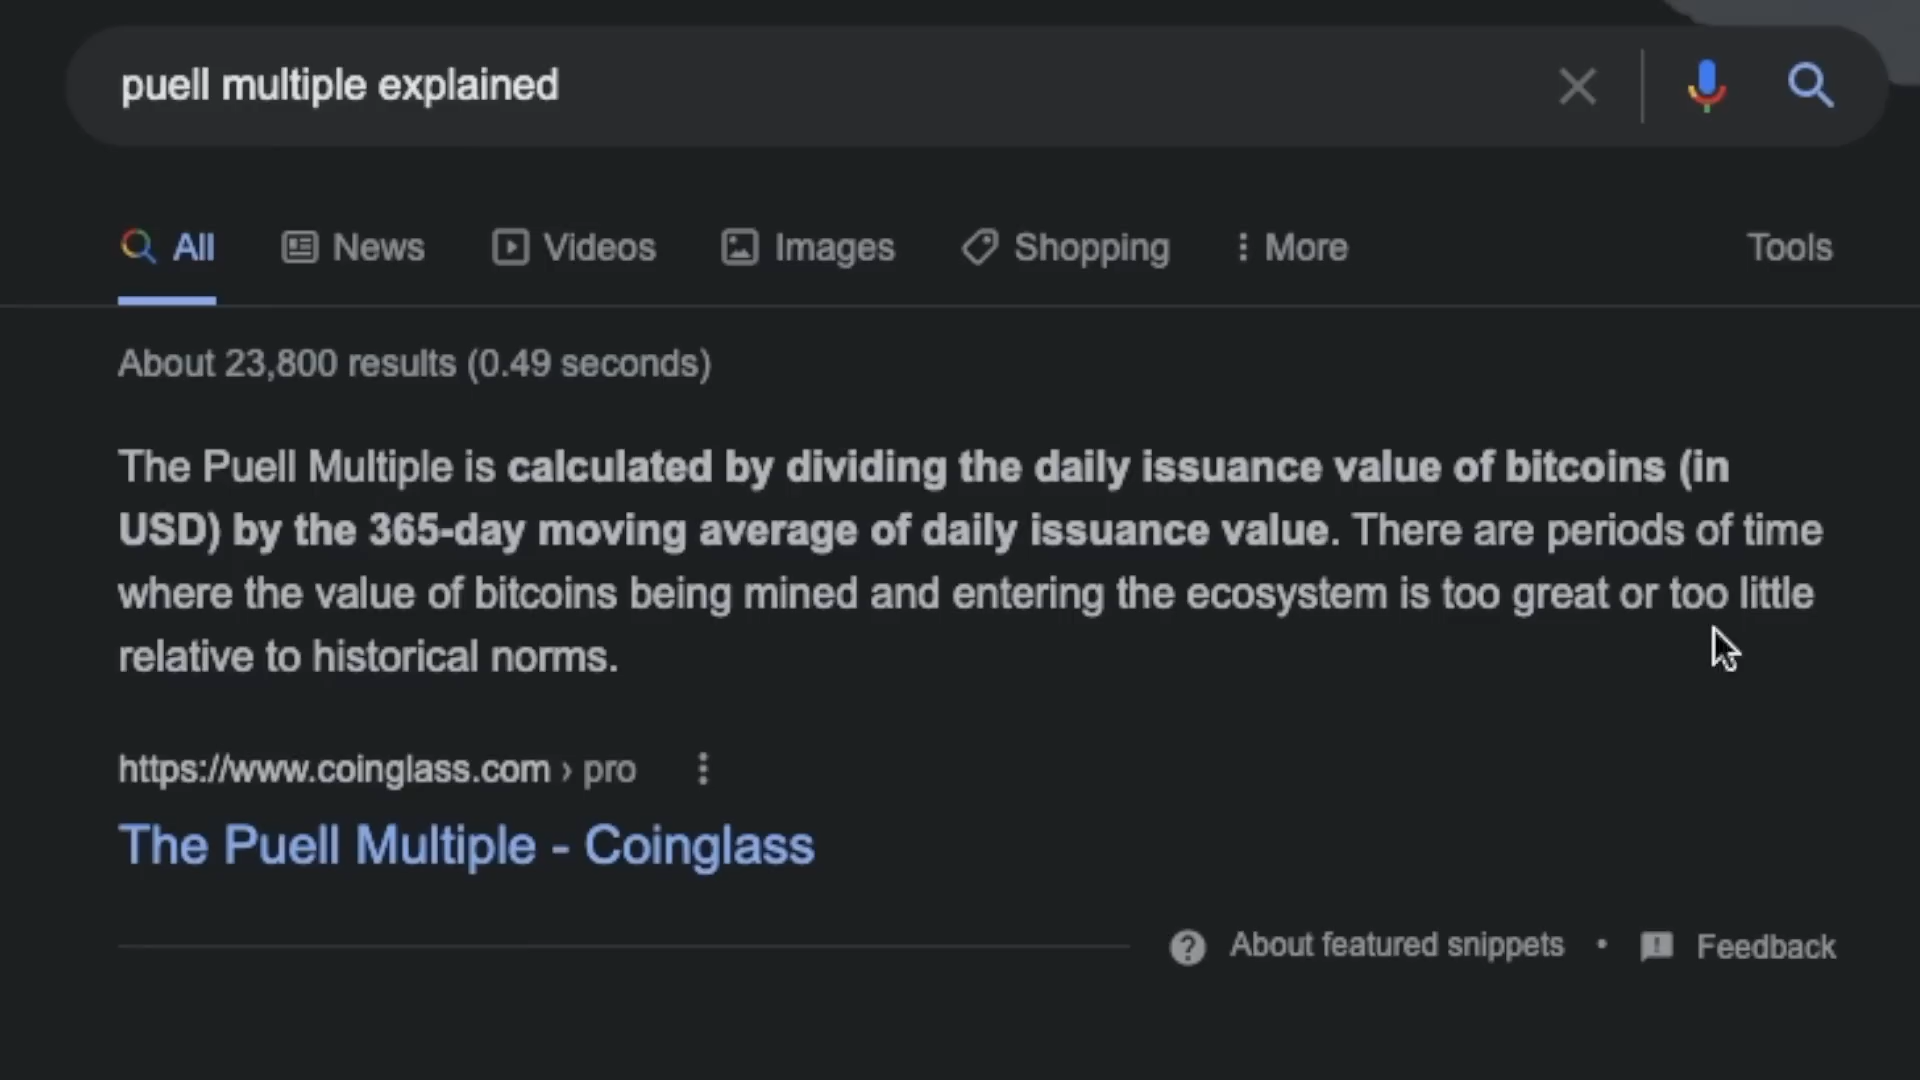 puell multiple explained
All News Videos Images Shopping More Tools
About 23,800 results (0.49 seconds)
The Puell Multiple is calculated by dividing the daily issuance value of bitcoins (in
USD) by the 365-day moving average of daily issuance value. There are periods of time
where the value of bitcoins being mined and entering the ecosystem is too great or too little
relative to historical norms.
https://www.coinglass.com › pro
The Puell Multiple - Coinglass
About featured snippets • Feedback